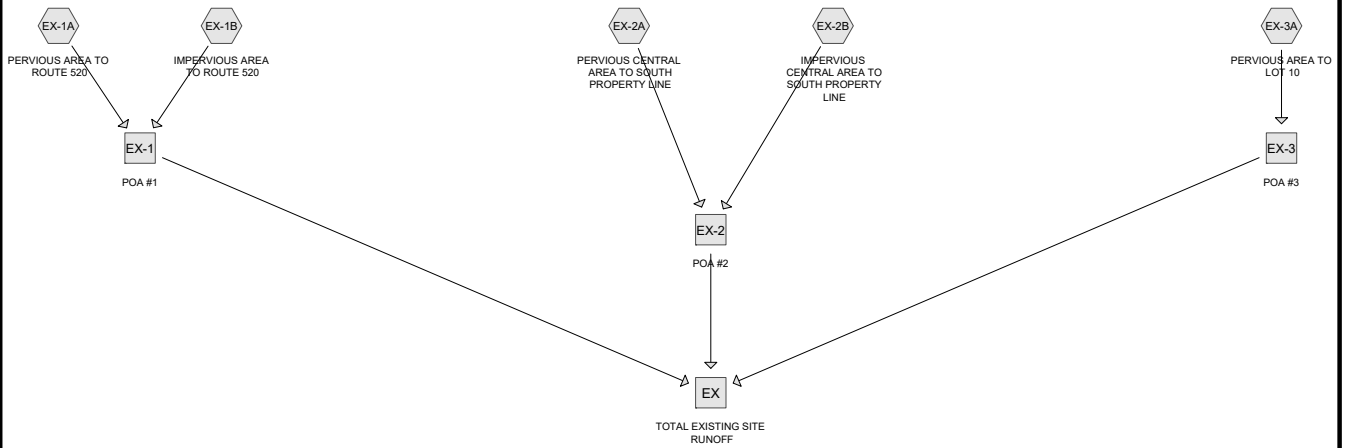 EX-1A
EX-1B
EX-2A
EX-2B
EX-3A
PERVIOUS AREA TO
ROUTE 520
IMPERVIOUS AREA
TO ROUTE 520
PERVIOUS CENTRAL
AREA TO SOUTH
PROPERTY LINE
IMPERVIOUS
CENTRAL AREA TO
SOUTH PROPERTY
LINE
PERVIOUS AREA TO
LOT 10
EX-1
POA #1
EX-3
POA #3
EX-2
POA #2
EX
TOTAL EXISTING SITE
RUNOFF